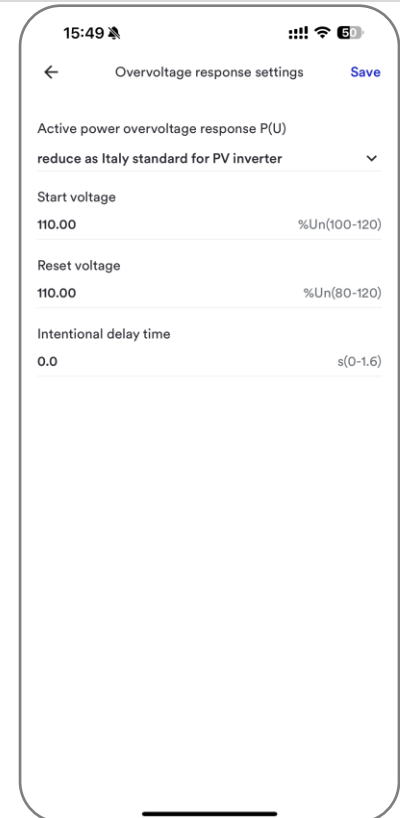 15:49
50
Overvoltage response settings
Save
Active power overvoltage response P(U)
reduce as Italy standard for PV inverter
Start voltage
110.00 %Un(100-120)
Reset voltage
110.00 %Un(80-120)
Intentional delay time
0.0 s(0-1.6)